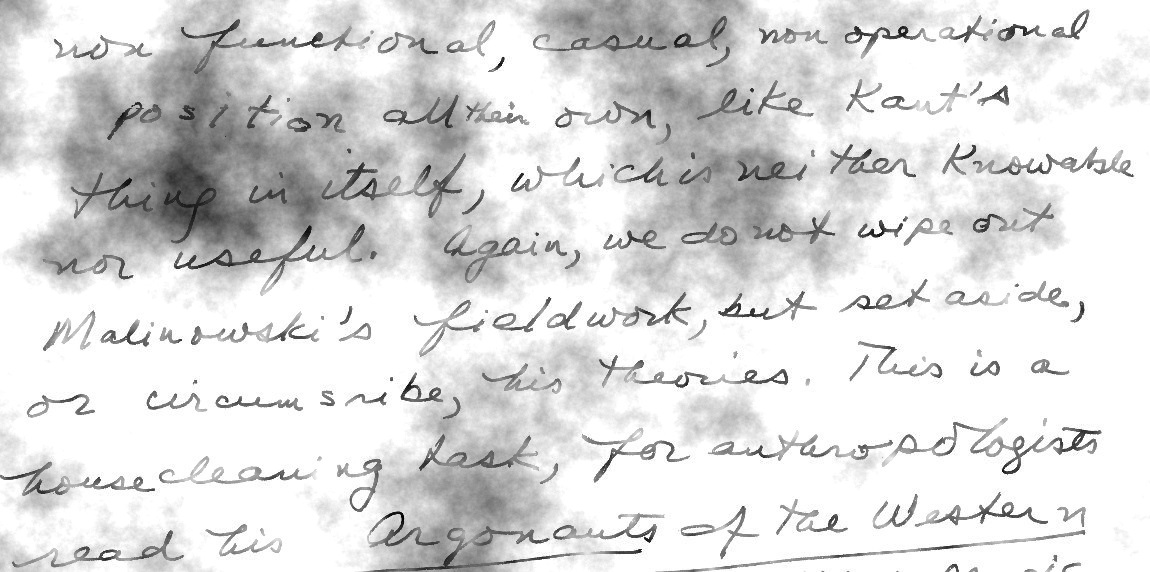 non functional, casual, non operational
position all their own, like Kant's
thing in itself, which is neither Knowable
nor useful. Again, we do not wipe out
Malinowski's fieldwork, but set aside,
or circumsribe, his theories. This is a
housecleaning task, for anthropologists
read his Argonauts of the Western